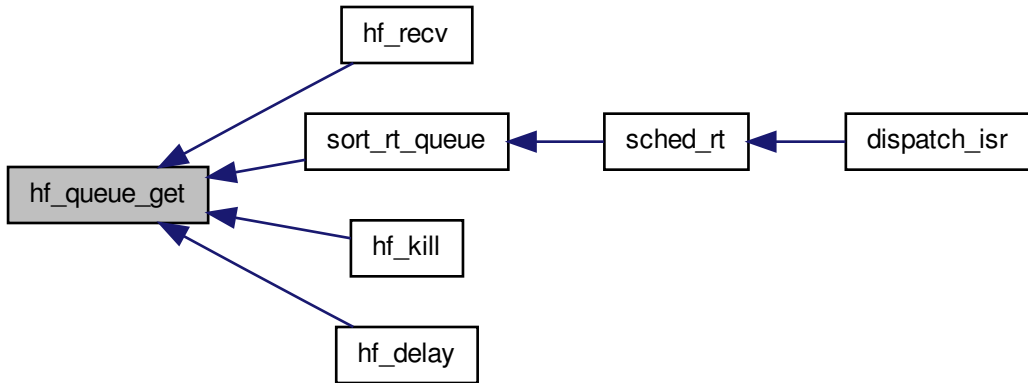 hf_recv
sort_rt_queue
sched_rt
dispatch_isr
hf_queue_get
hf_kill
hf_delay